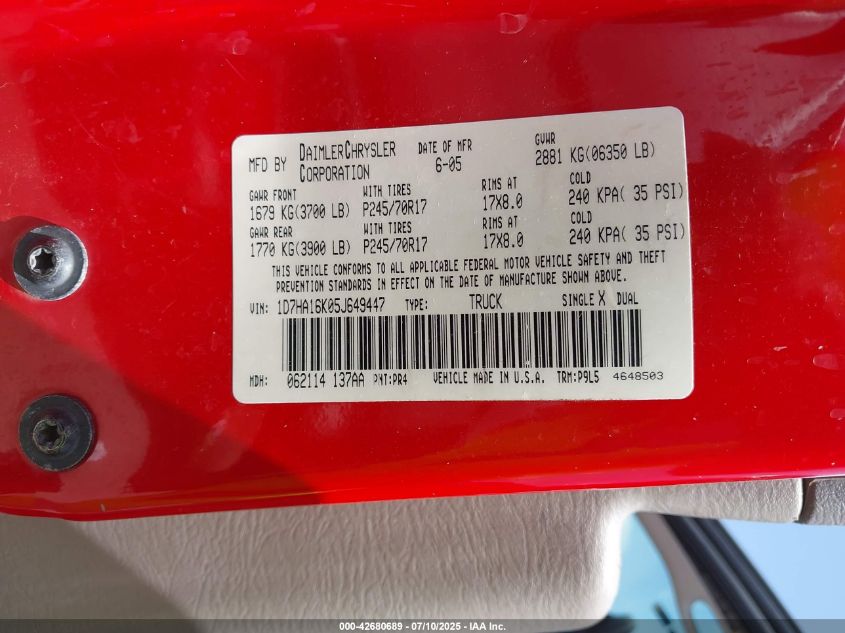 MFD BY DAIMLERCHRYSLER CORPORATION
DATE OF MFR 6-05
GVWR 2881 KG(06350 LB)
GAWR FRONT WITH TIRES RIMS AT COLD
1679 KG(3700 LB) P245/70R17 17X8.0 240 KPA( 35 PSI)
GAWR REAR WITH TIRES RIMS AT COLD
1770 KG(3900 LB) P245/70R17 17X8.0 240 KPA( 35 PSI)
THIS VEHICLE CONFORMS TO ALL APPLICABLE FEDERAL MOTOR VEHICLE SAFETY AND THEFT
PREVENTION STANDARDS IN EFFECT ON THE DATE OF MANUFACTURE SHOWN ABOVE.
VIN: 1D7HA16K05J649447 TYPE: TRUCK SINGLE X DUAL
MDH: 062114 137AA PNT:PR4 VEHICLE MADE IN U.S.A. TRM:P9L5 4648503
000-42680689 - 07/10/2025 - IAA Inc.